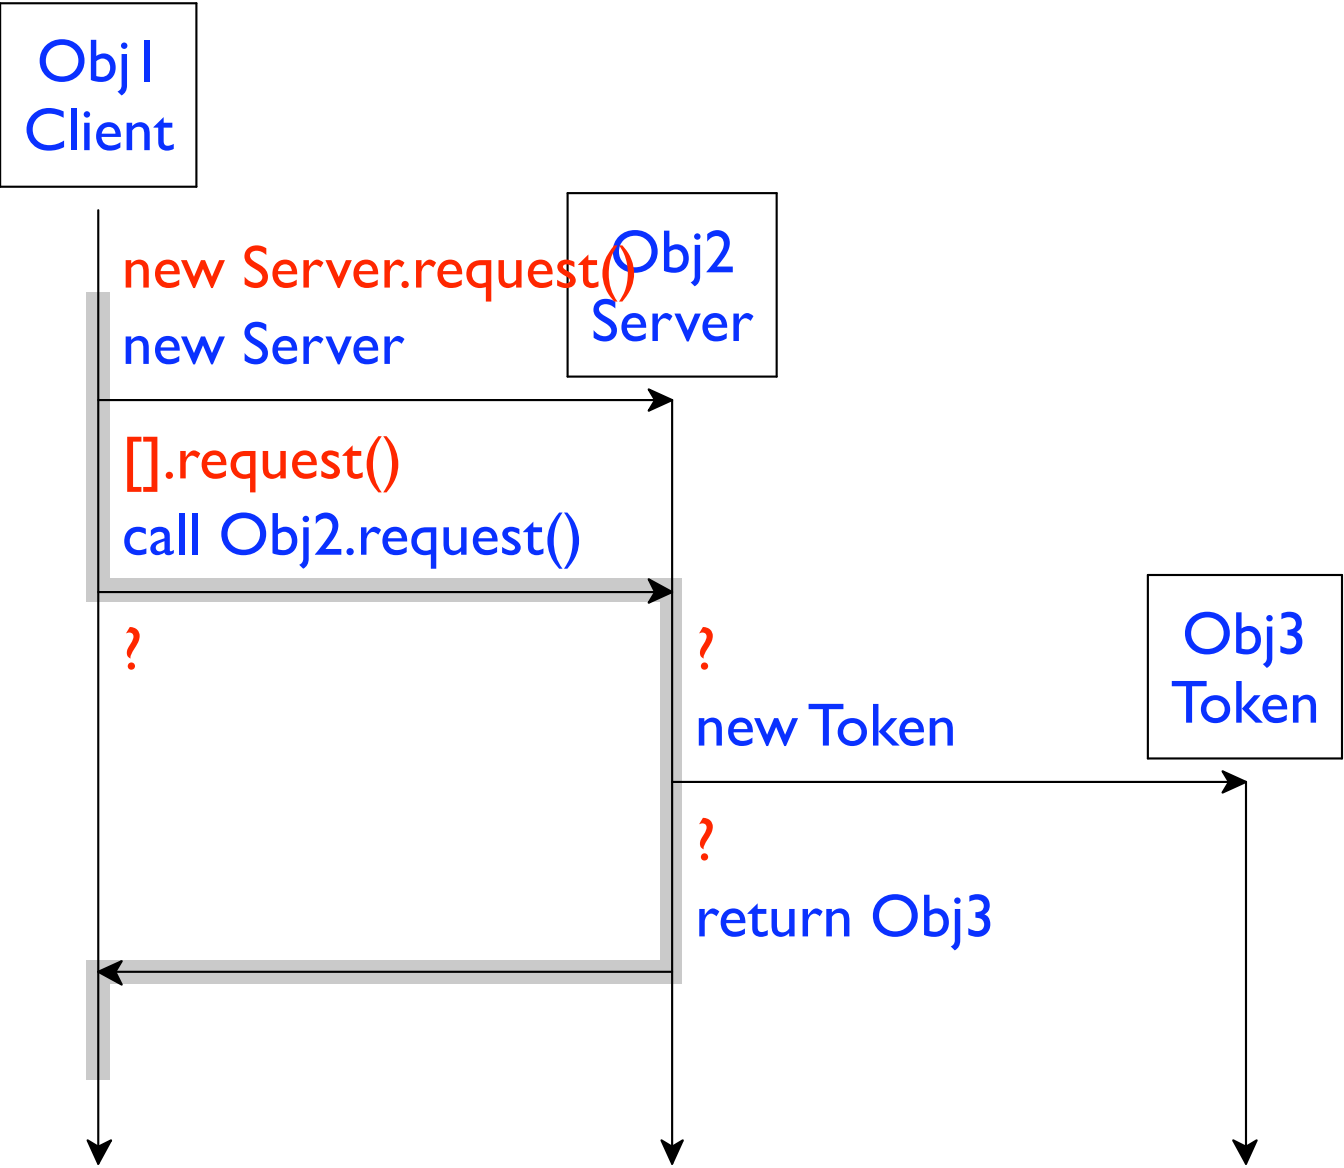 Obj1
Client
new Server.request()
Obj2
Server
new Server
[].request()
call Obj2.request()
?
?
Obj3
Token
new Token
?
return Obj3